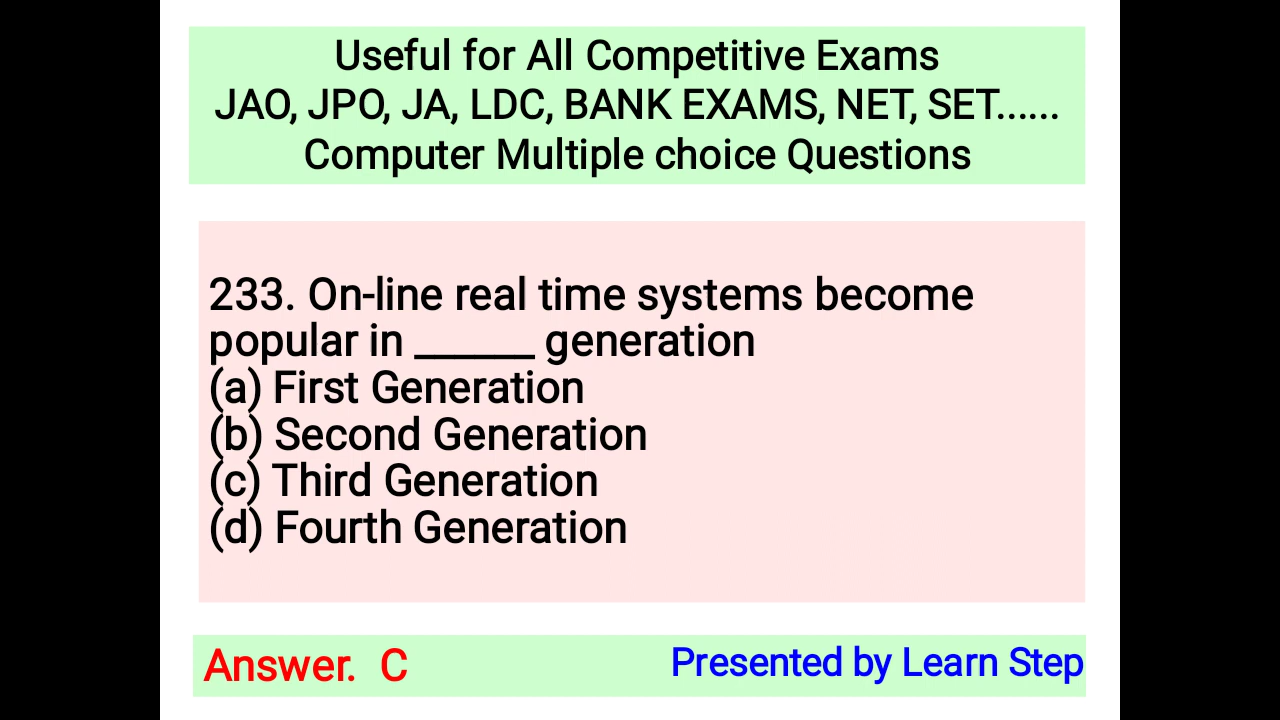 Useful for All Competitive Exams
JAO, JPO, JA, LDC, BANK EXAMS, NET, SET......
Computer Multiple choice Questions
233. On-line real time systems become
popular in ______ generation
(a) First Generation
(b) Second Generation
(c) Third Generation
(d) Fourth Generation
Answer.  C
Presented by Learn Step